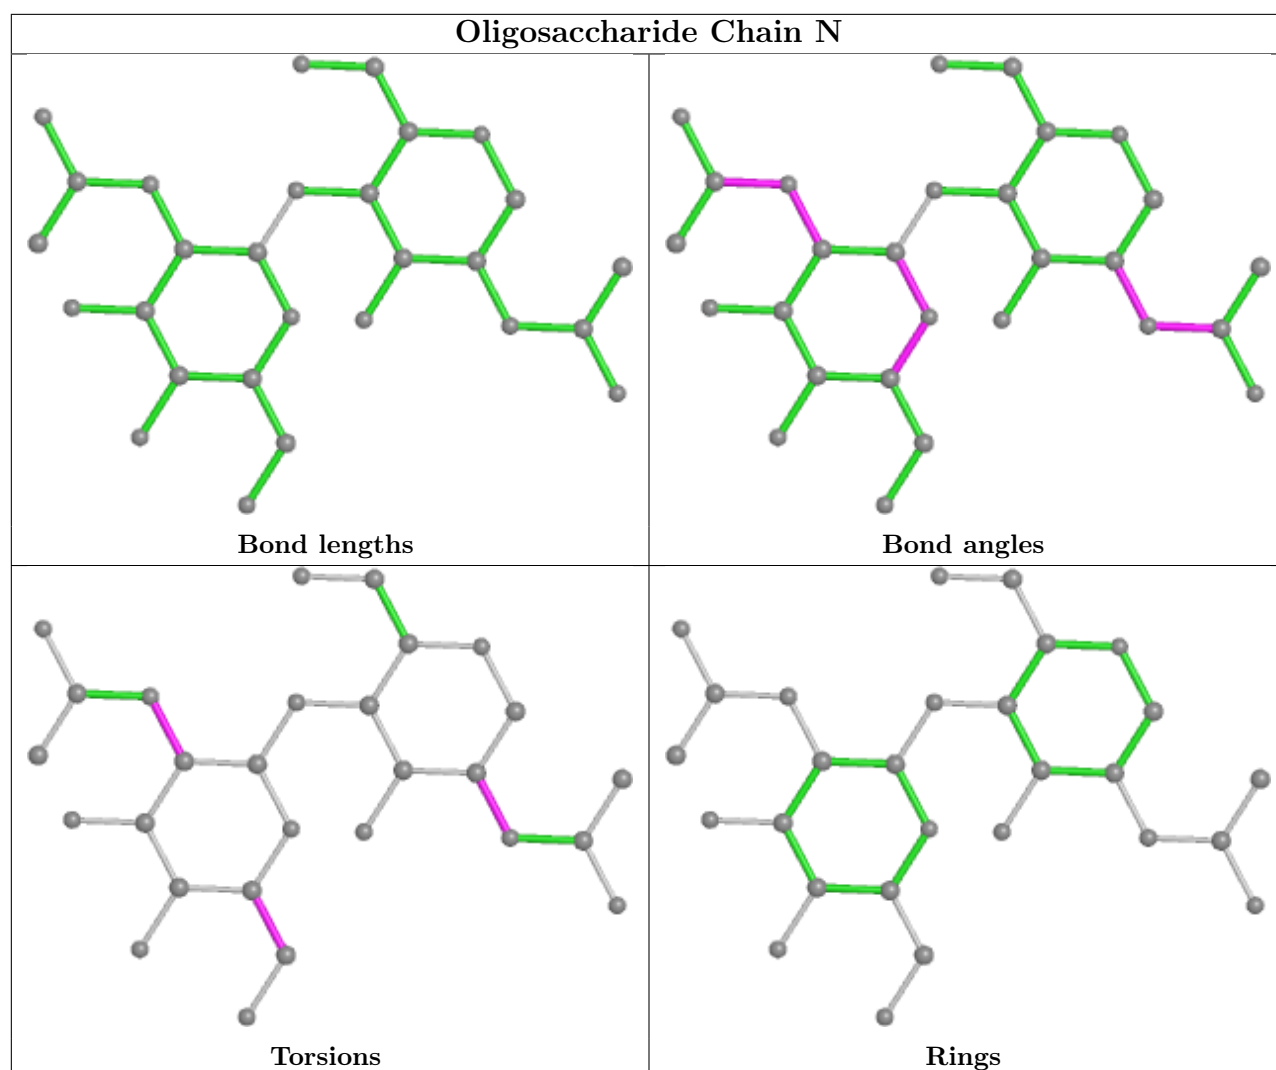 Oligosaccharide Chain N
Bond lengths
Bond angles
Torsions
Rings